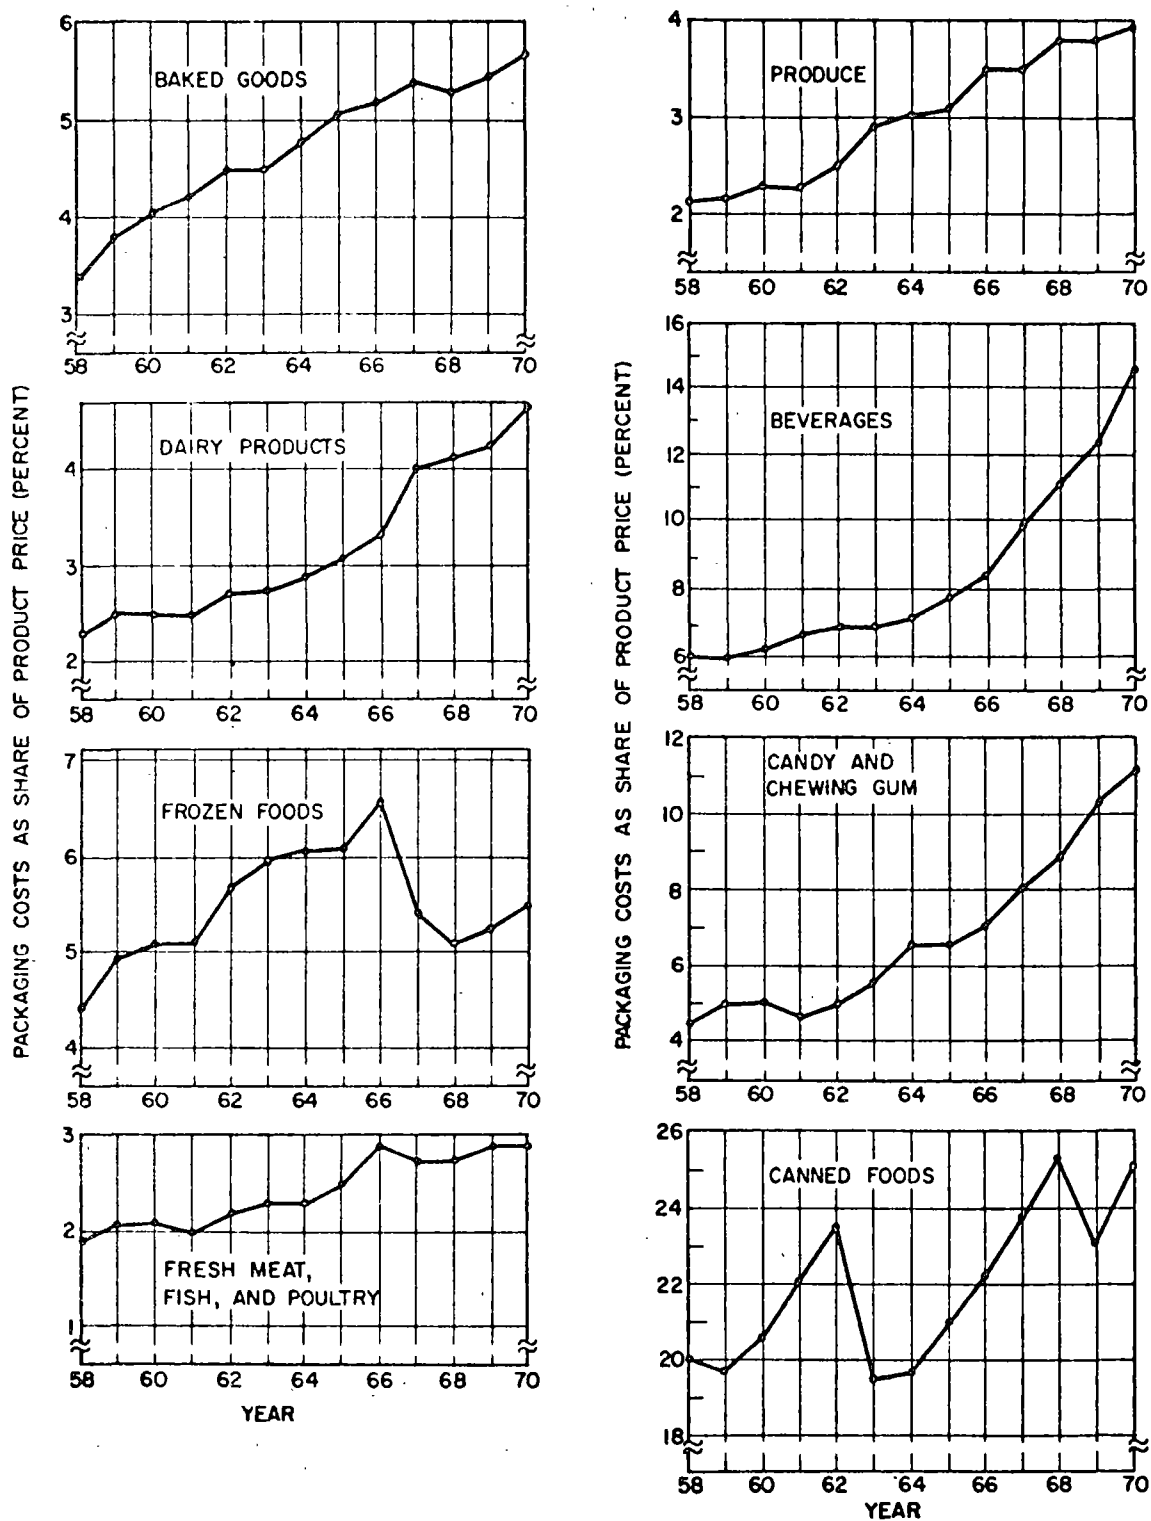 PACKAGING COSTS AS SHARE OF PRODUCT PRICE (PERCENT)
6
5
4
3
BAKED GOODS
58 60 62 64 66 68 70
4
3
2
DAIRY PRODUCTS
58 60 62 64 66 68 70
7
6
5
4
FROZEN FOODS
58 60 62 64 66 68 70
3
2
1
FRESH MEAT,
FISH, AND POULTRY
58 60 62 64 66 68 70
YEAR
PACKAGING COSTS AS SHARE OF PRODUCT PRICE (PERCENT)
4
3
2
PRODUCE
58 60 62 64 66 68 70
16
14
12
10
8
6
BEVERAGES
58 60 62 64 66 68 70
12
10
8
6
4
CANDY AND
CHEWING GUM
58 60 62 64 66 68 70
26
24
22
20
18
CANNED FOODS
58 60 62 64 66 68 70
YEAR